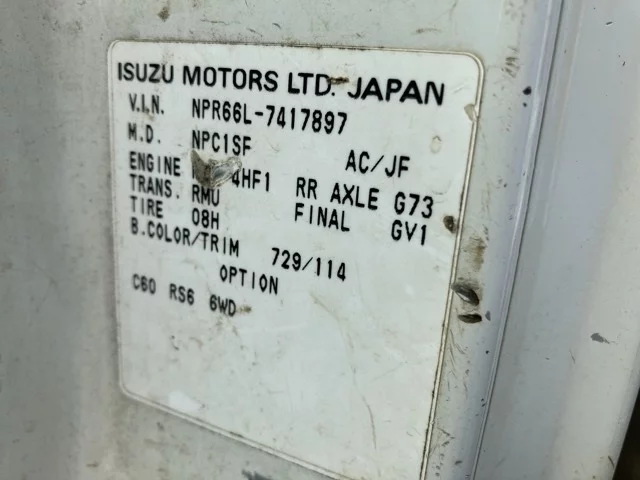 ISUZU MOTORS LTD. JAPAN
V.I.N. NPR66L-7417897
M.D. NPC1SF AC/JF
ENGINE 4HF1 RR AXLE G73
TRANS. RMU FINAL GV1
TIRE 08H
B.COLOR/TRIM 729/114
OPTION
C60 RS6 6WD